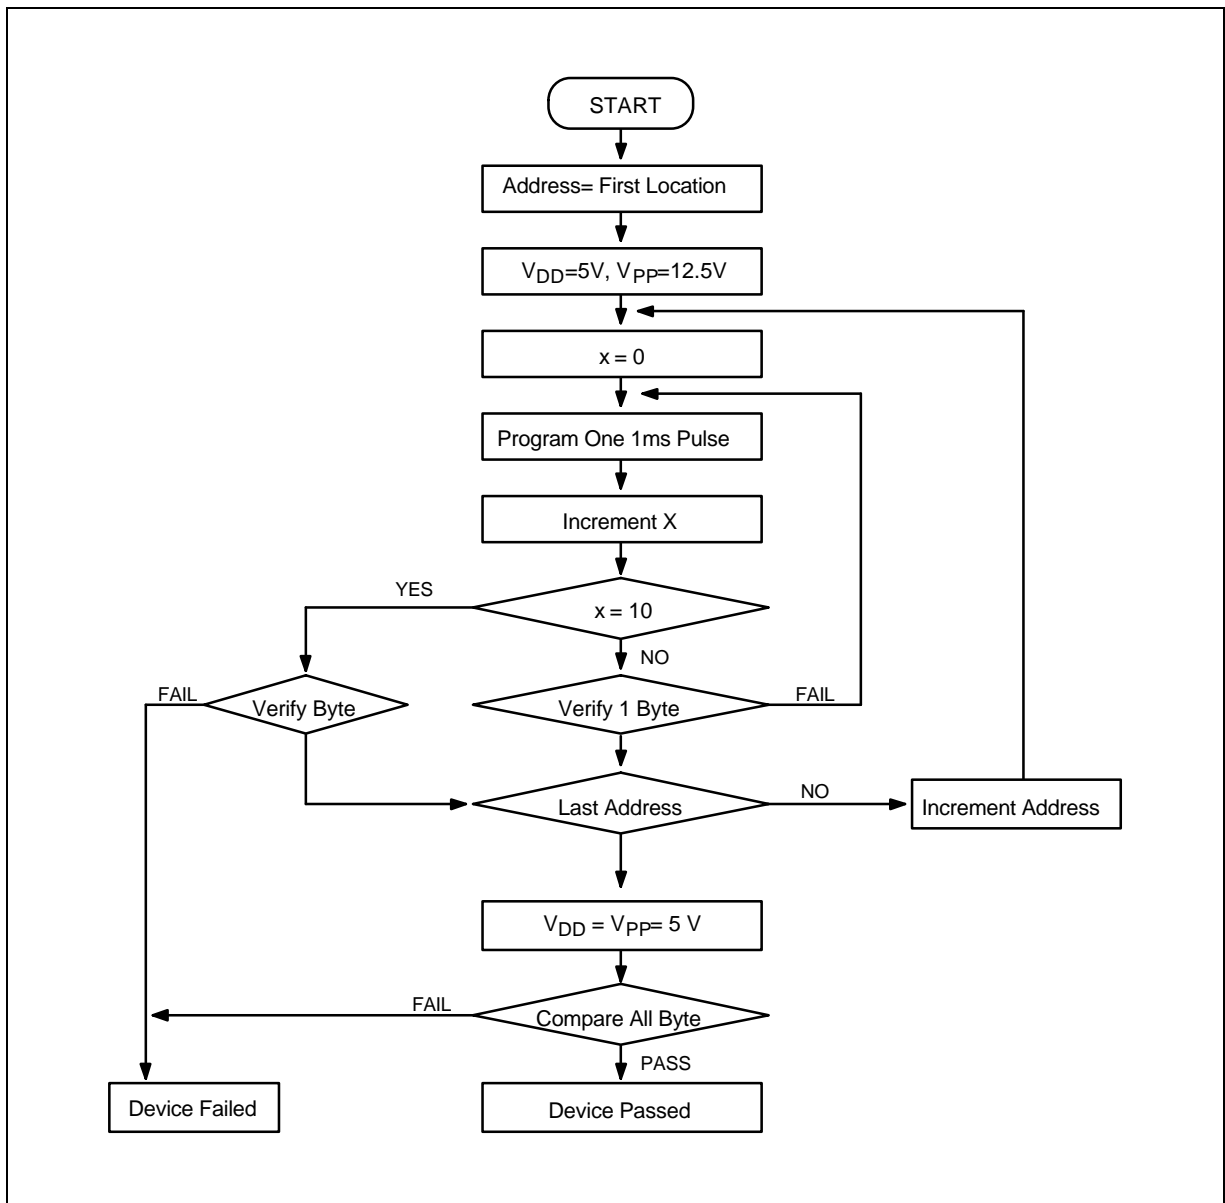 START
Address= First Location
VDD=5V, VPP=12.5V
x = 0
Program One 1ms Pulse
Increment X
YES
x = 10
NO
FAIL
Verify Byte
Verify 1 Byte
FAIL
Last Address
NO
Increment Address
VDD = VPP= 5 V
FAIL
Compare All Byte
PASS
Device Failed
Device Passed